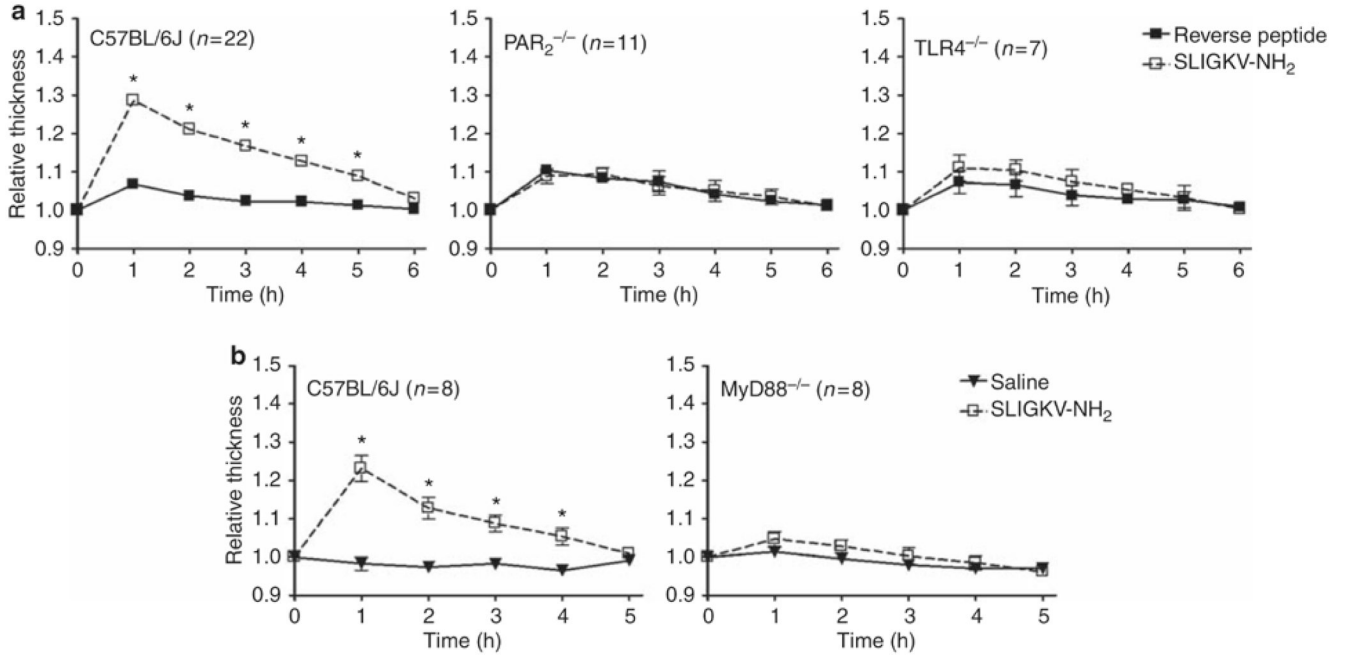 a
C57BL/6J (n=22)
PAR2–/– (n=11)
TLR4–/– (n=7)
Reverse peptide
SLIGKV-NH2
Relative thickness
1.5
1.4
1.3
1.2
1.1
1.0
0.9
* * * * *
0 1 2 3 4 5 6
Time (h)
1.5
1.4
1.3
1.2
1.1
1.0
0.9
0 1 2 3 4 5 6
Time (h)
1.5
1.4
1.3
1.2
1.1
1.0
0.9
0 1 2 3 4 5 6
Time (h)
b
C57BL/6J (n=8)
MyD88–/– (n=8)
Saline
SLIGKV-NH2
Relative thickness
1.5
1.4
1.3
1.2
1.1
1.0
0.9
* * * *
0 1 2 3 4 5
Time (h)
1.5
1.4
1.3
1.2
1.1
1.0
0.9
0 1 2 3 4 5
Time (h)